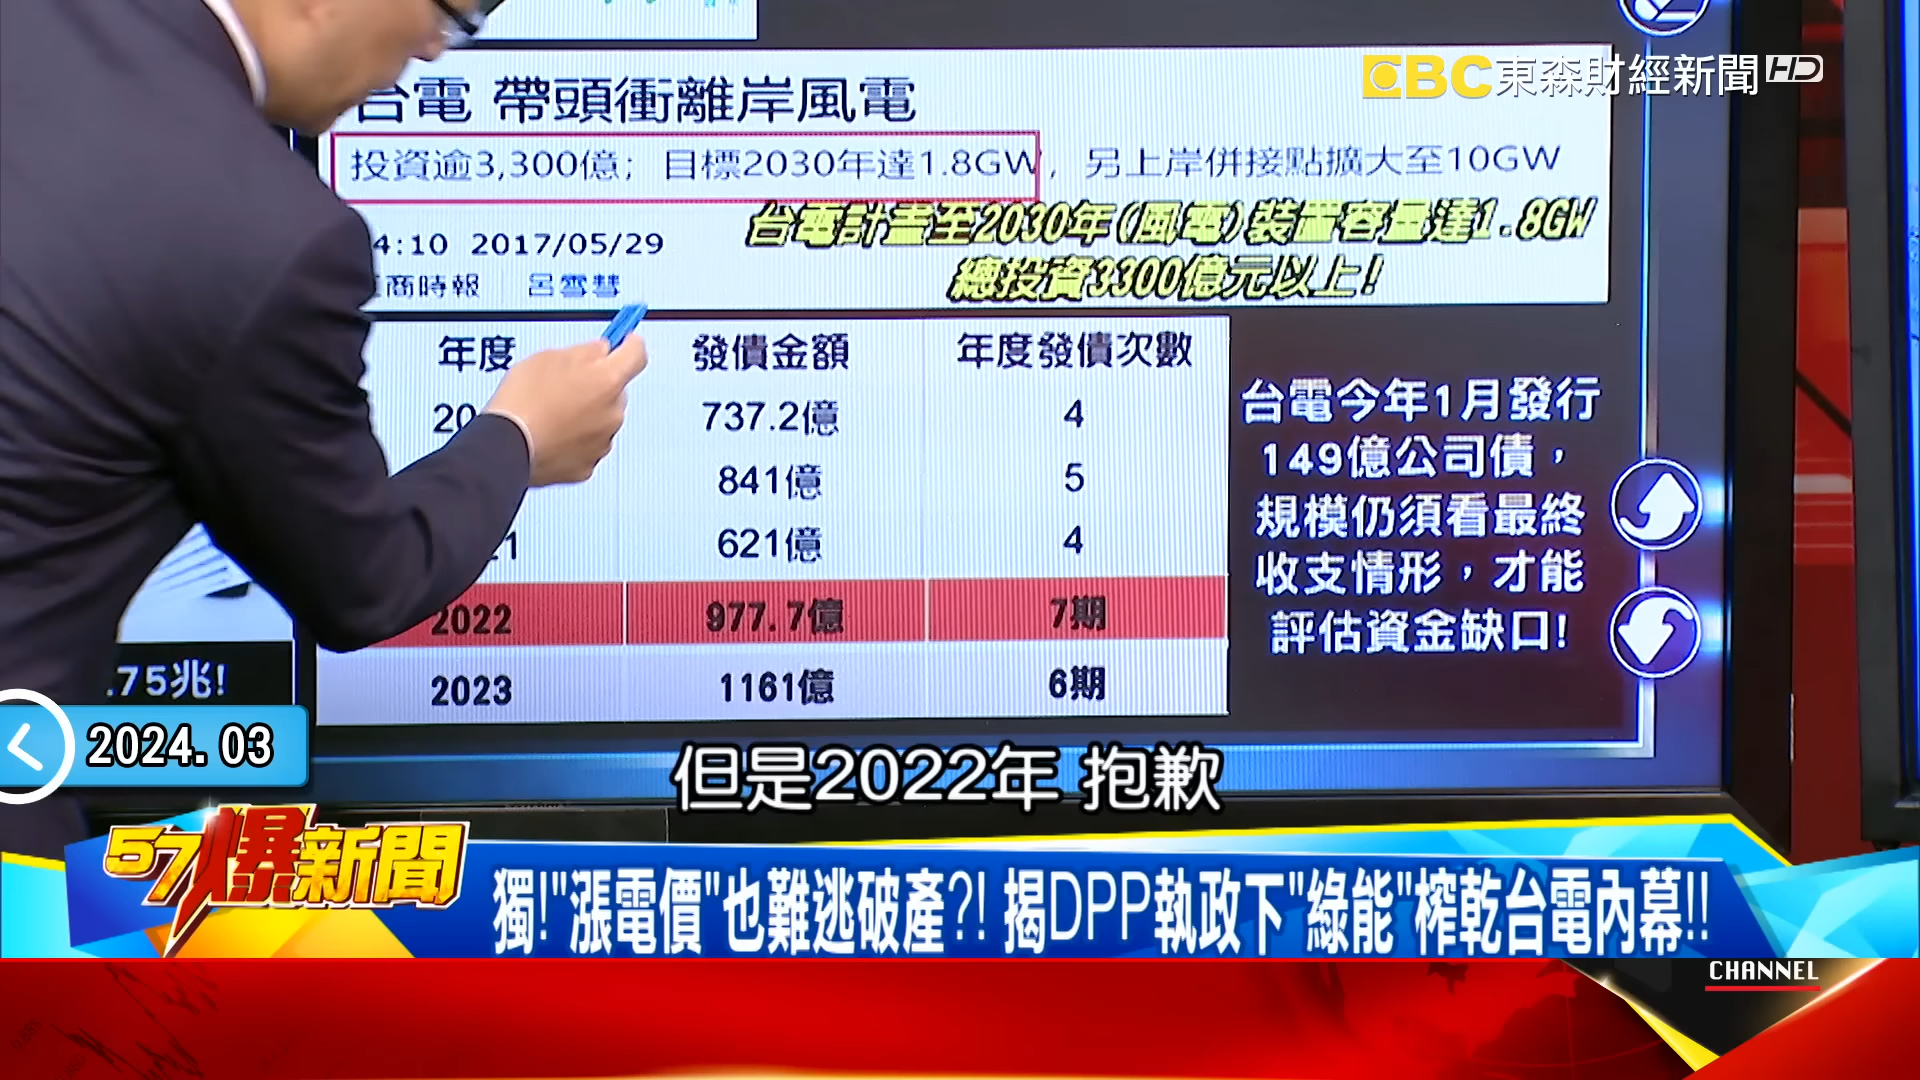 EBC東森財經新聞HD
台電 帶頭衝離岸風電
投資逾3,300億；目標2030年達1.8GW，另上岸併接點擴大至10GW
台電計畫至2030年(風電)裝置容量達1.8GW
4:10 2017/05/29
總投資3300億元以上!
商時報 呂雪彗
年度 發債金額 年度發債次數
20 737.2億 4
841億 5
21 621億 4
2022 977.7億 7期
2023 1161億 6期
台電今年1月發行
149億公司債，
規模仍須看最終
收支情形，才能
評估資金缺口!
.75兆!
2024.03
但是2022年 抱歉
57爆新聞
獨!"漲電價"也難逃破產?! 揭DPP執政下"綠能"榨乾台電內幕!!
CHANNEL